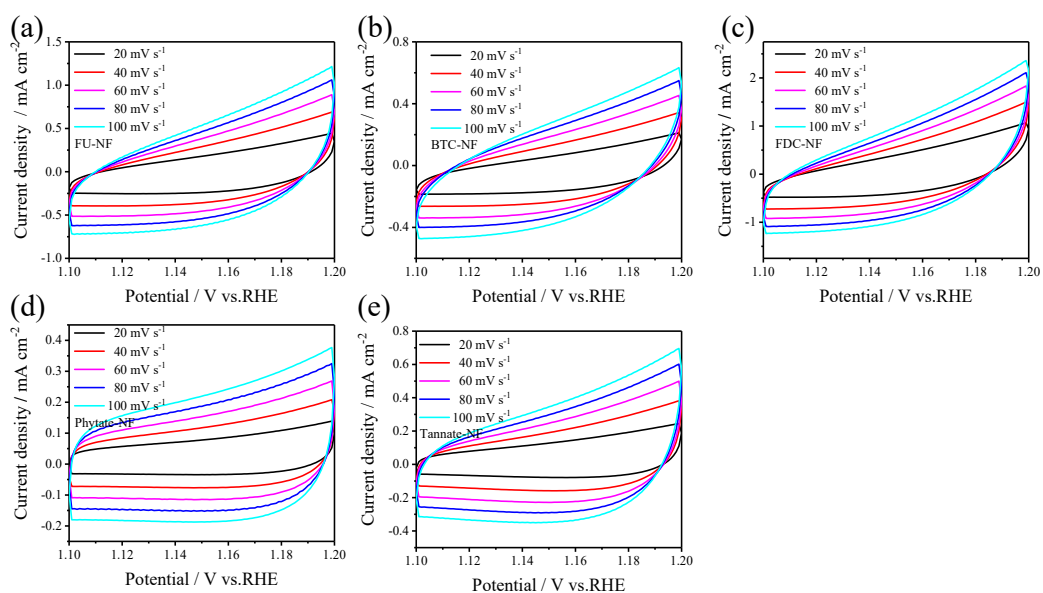 (a)
Current density / mA cm-2
1.5
1.0
0.5
0.0
-0.5
-1.0
20 mV s-1
40 mV s-1
60 mV s-1
80 mV s-1
100 mV s-1
FU-NF
1.10 1.12 1.14 1.16 1.18 1.20
Potential / V vs.RHE
(b)
Current density / mA cm-2
0.8
0.4
0.0
-0.4
20 mV s-1
40 mV s-1
60 mV s-1
80 mV s-1
100 mV s-1
BTC-NF
1.10 1.12 1.14 1.16 1.18 1.20
Potential / V vs.RHE
(c)
Current density / mA cm-2
2
1
0
-1
20 mV s-1
40 mV s-1
60 mV s-1
80 mV s-1
100 mV s-1
FDC-NF
1.10 1.12 1.14 1.16 1.18 1.20
Potential / V vs.RHE
(d)
Current density / mA cm-2
0.4
0.3
0.2
0.1
0.0
-0.1
-0.2
20 mV s-1
40 mV s-1
60 mV s-1
80 mV s-1
100 mV s-1
Phytate-NF
1.10 1.12 1.14 1.16 1.18 1.20
Potential / V vs.RHE
(e)
Current density / mA cm-2
0.8
0.6
0.4
0.2
0.0
-0.2
-0.4
20 mV s-1
40 mV s-1
60 mV s-1
80 mV s-1
100 mV s-1
Tannate-NF
1.10 1.12 1.14 1.16 1.18 1.20
Potential / V vs.RHE